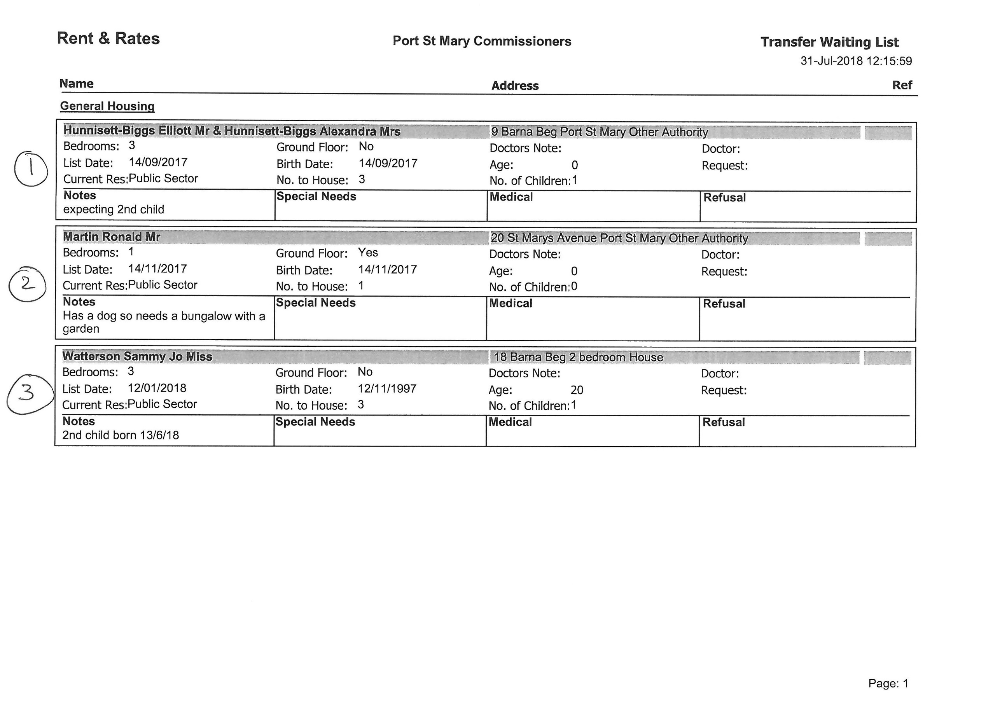 Rent & Rates Port St Mary Commissioners Transfer Waiting List
31-Jul-2018 12:15:59
Name Address Ref
General Housing
Hunnisett-Biggs Elliott Mr & Hunnisett-Biggs Alexandra Mrs 9 Barna Beg Port St Mary Other Authority
Bedrooms: 3 Ground Floor: No Doctors Note: Doctor:
1
List Date: 14/09/2017 Birth Date: 14/09/2017 Age: 0 Request:
Current Res:Public Sector No. to House: 3 No. of Children:1
Notes Special Needs Medical Refusal
expecting 2nd child
Martin Ronald Mr 20 St Marys Avenue Port St Mary Other Authority
Bedrooms: 1 Ground Floor: Yes Doctors Note: Doctor:
List Date: 14/11/2017 Birth Date: 14/11/2017 Age: 0 Request:
2
Current Res:Public Sector No. to House: 1 No. of Children:0
Notes Special Needs Medical Refusal
Has a dog so needs a bungalow with a
garden
Watterson Sammy Jo Miss 18 Barna Beg 2 bedroom House
Bedrooms: 3 Ground Floor: No Doctors Note: Doctor:
List Date: 12/01/2018 Birth Date: 12/11/1997 Age: 20 Request:
3
Current Res:Public Sector No. to House: 3 No. of Children:1
Notes Special Needs Medical Refusal
2nd child born 13/6/18
Page: 1